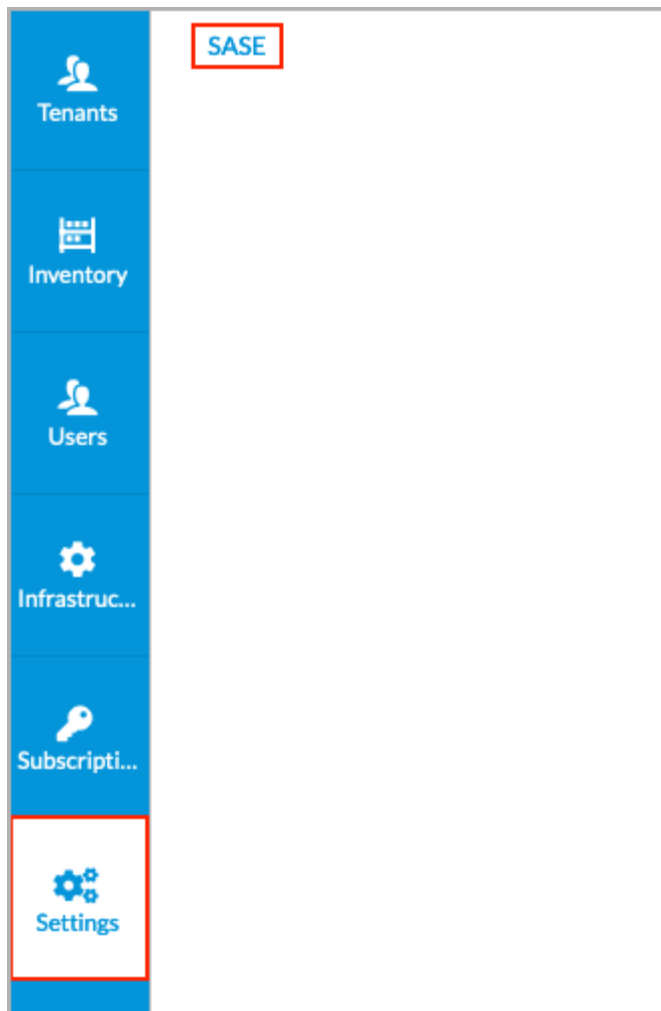 SASE
Tenants
Inventory
Users
Infrastruc...
Subscripti...
Settings